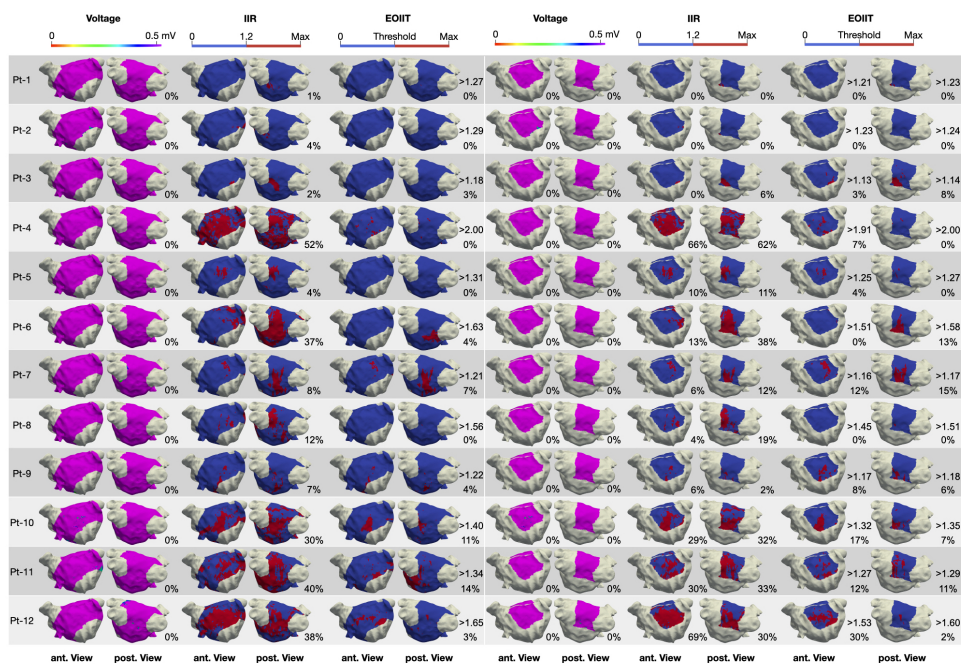 Voltage IIR EOIIT Voltage IIR EOIIT
0 0.5 mV 0 1.2 Max 0 Threshold Max 0 0.5 mV 0 1.2 Max 0 Threshold Max
Pt-1 >1.27 >1.21 >1.23
0% 1% 0% 0% 0% 0% 0% 0% 0%
Pt-2 >1.29 > 1.23 >1.24
0% 4% 0% 0% 0% 0% 0% 0% 0%
Pt-3 >1.18 >1.13 >1.14
0% 2% 3% 0% 0% 0% 6% 3% 8%
Pt-4 >2.00 >1.91 >2.00
0% 52% 0% 0% 0% 66% 62% 7% 0%
Pt-5 >1.31 >1.25 >1.27
0% 4% 0% 0% 0% 10% 11% 4% 0%
Pt-6 >1.63 >1.51 >1.58
0% 37% 4% 0% 0% 13% 38% 0% 13%
Pt-7 >1.21 >1.16 >1.17
0% 8% 7% 0% 0% 6% 12% 12% 15%
Pt-8 >1.56 >1.45 >1.51
0% 12% 0% 0% 0% 4% 19% 0% 0%
Pt-9 >1.22 >1.17 >1.18
0% 7% 4% 0% 0% 6% 2% 8% 6%
Pt-10 >1.40 >1.32 >1.35
0% 30% 11% 0% 0% 29% 32% 17% 7%
Pt-11 >1.34 >1.27 >1.29
0% 40% 14% 0% 0% 30% 33% 12% 11%
Pt-12 >1.65 >1.53 >1.60
0% 38% 3% 0% 0% 69% 30% 30% 2%
ant. View post. View ant. View post. View ant. View post. View ant. View post. View ant. View post. View ant. View post. View